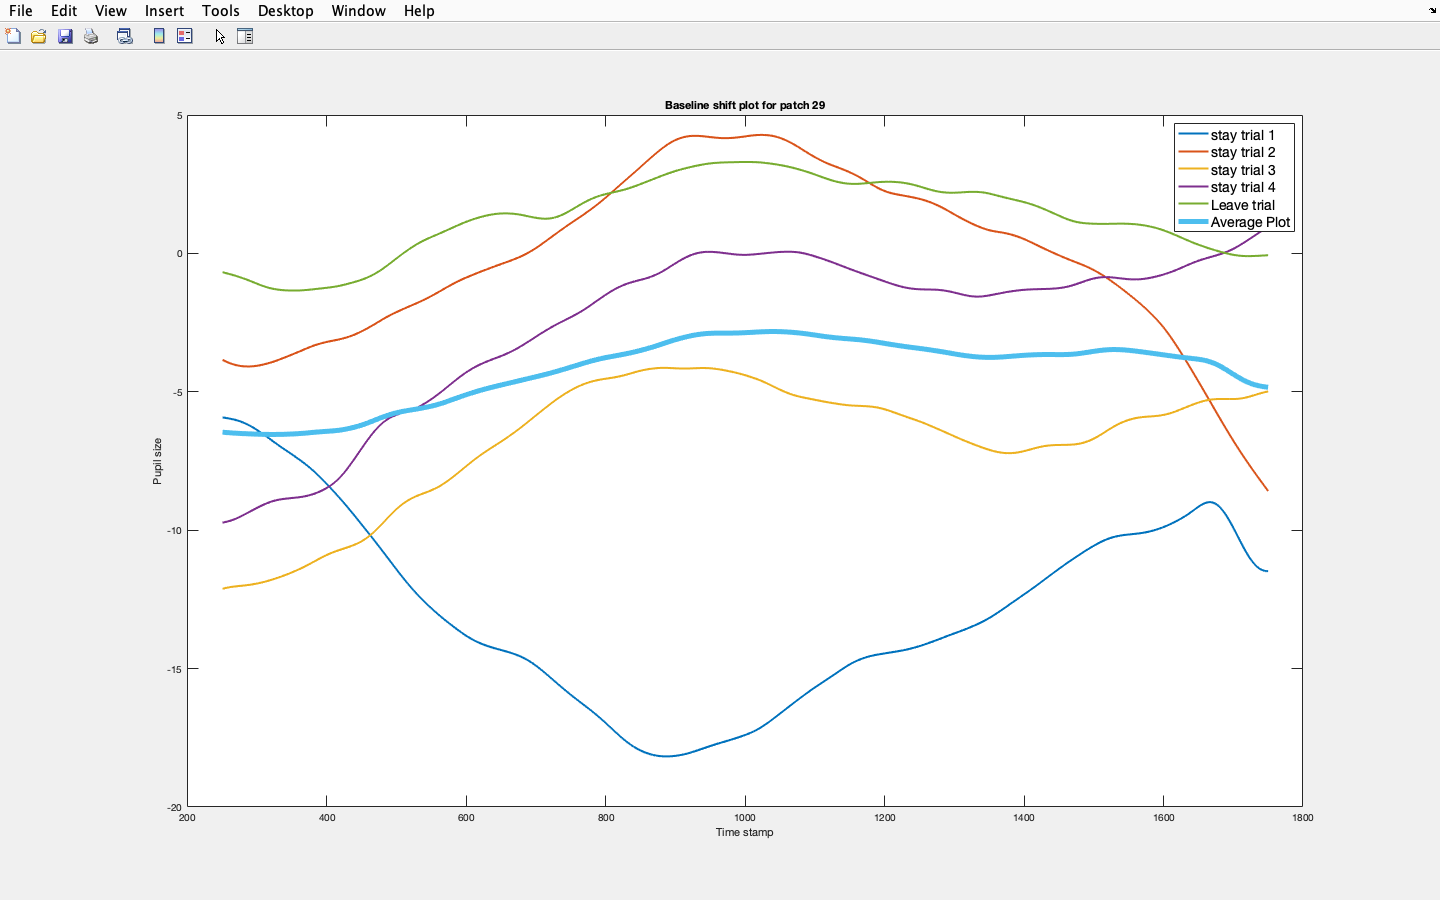 File Edit View Insert Tools Desktop Window Help
Baseline shift plot for patch 29
5
0
-5
-10
-15
-20
Pupil size
stay trial 1
stay trial 2
stay trial 3
stay trial 4
Leave trial
Average Plot
200 400 600 800 1000 1200 1400 1600 1800
Time stamp